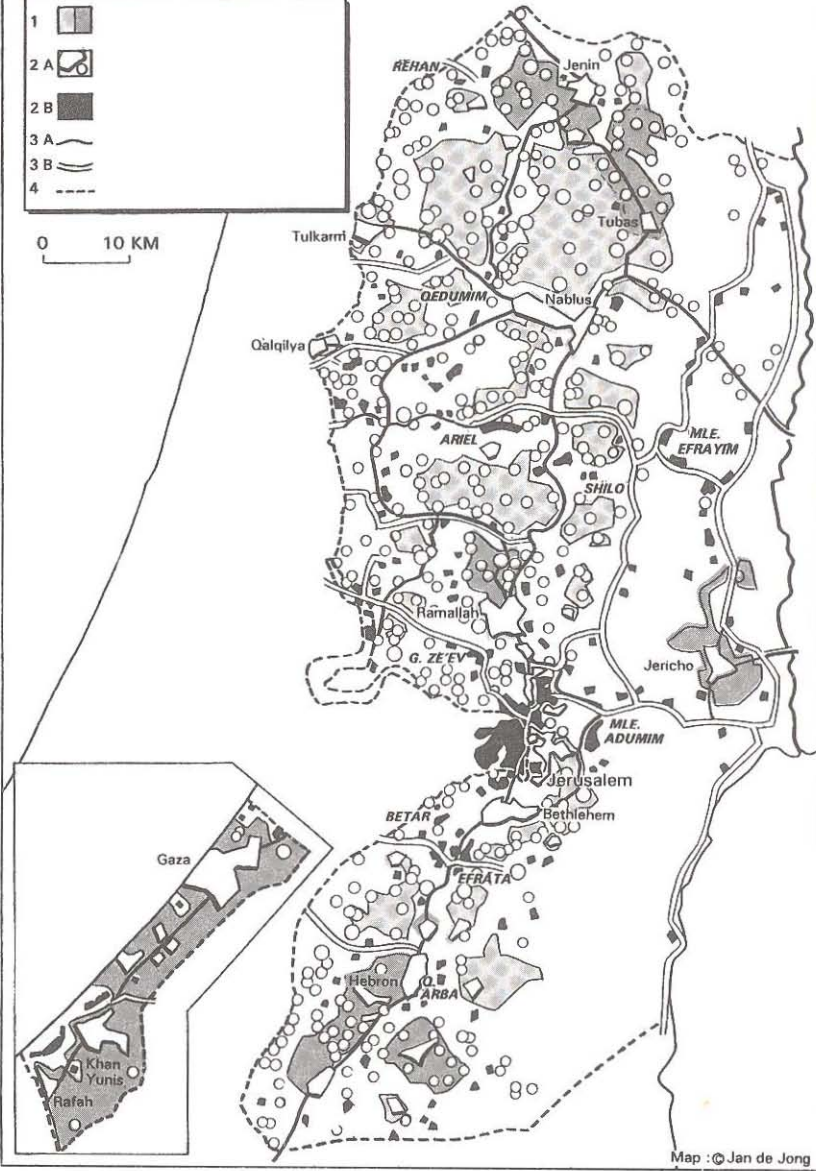 1
2 A
2 B
3 A
3 B
4
0 10 KM
REHAN
Jenin
Tulkarm
Tubas
QEDUMIM
Nablus
Qalqilya
ARIEL
MLE.
EFRAYIM
SHILO
Ramallah
G. ZE'EV
Jericho
MLE.
ADUMIM
Jerusalem
BETAR
Bethlehem
EFRATA
Gaza
Hebron
Q.
ARBA
Khan
Yunis
Rafah
Map : © Jan de Jong